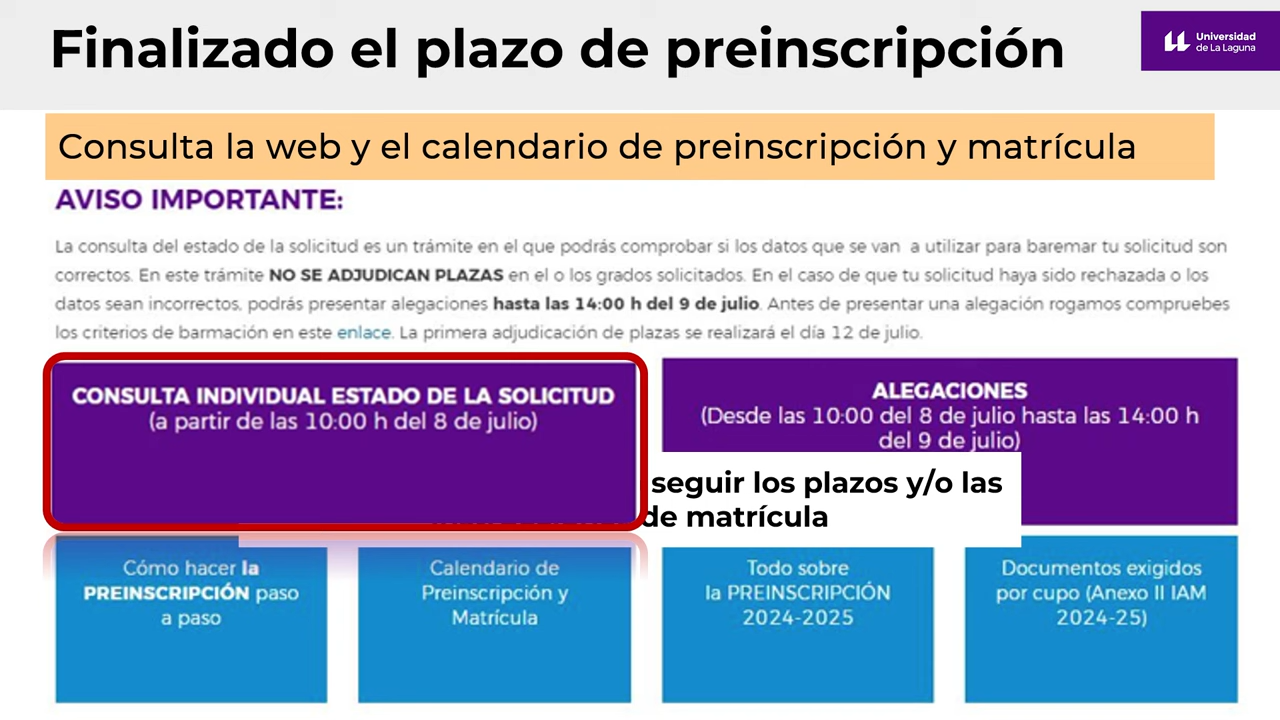 Finalizado el plazo de preinscripción
Universidad
de La Laguna
Consulta la web y el calendario de preinscripción y matrícula
AVISO IMPORTANTE:
La consulta del estado de la solicitud es un trámite en el que podrás comprobar si los datos que se van a utilizar para baremar tu solicitud son
correctos. En este trámite NO SE ADJUDICAN PLAZAS en el o los grados solicitados. En el caso de que tu solicitud haya sido rechazada o los
datos sean incorrectos, podrás presentar alegaciones hasta las 14:00 h del 9 de julio. Antes de presentar una alegación rogamos compruebes
los criterios de barmación en este enlace. La primera adjudicación de plazas se realizará el día 12 de julio.
CONSULTA INDIVIDUAL ESTADO DE LA SOLICITUD
(a partir de las 10:00 h del 8 de julio)
ALEGACIONES
(Desde las 10:00 del 8 de julio hasta las 14:00 h
del 9 de julio)
seguir los plazos y/o las
de matrícula
Cómo hacer la
PREINSCRIPCIÓN paso
a paso
Calendario de
Preinscripción y
Matrícula
Todo sobre
la PREINSCRIPCIÓN
2024-2025
Documentos exigidos
por cupo (Anexo II IAM
2024-25)